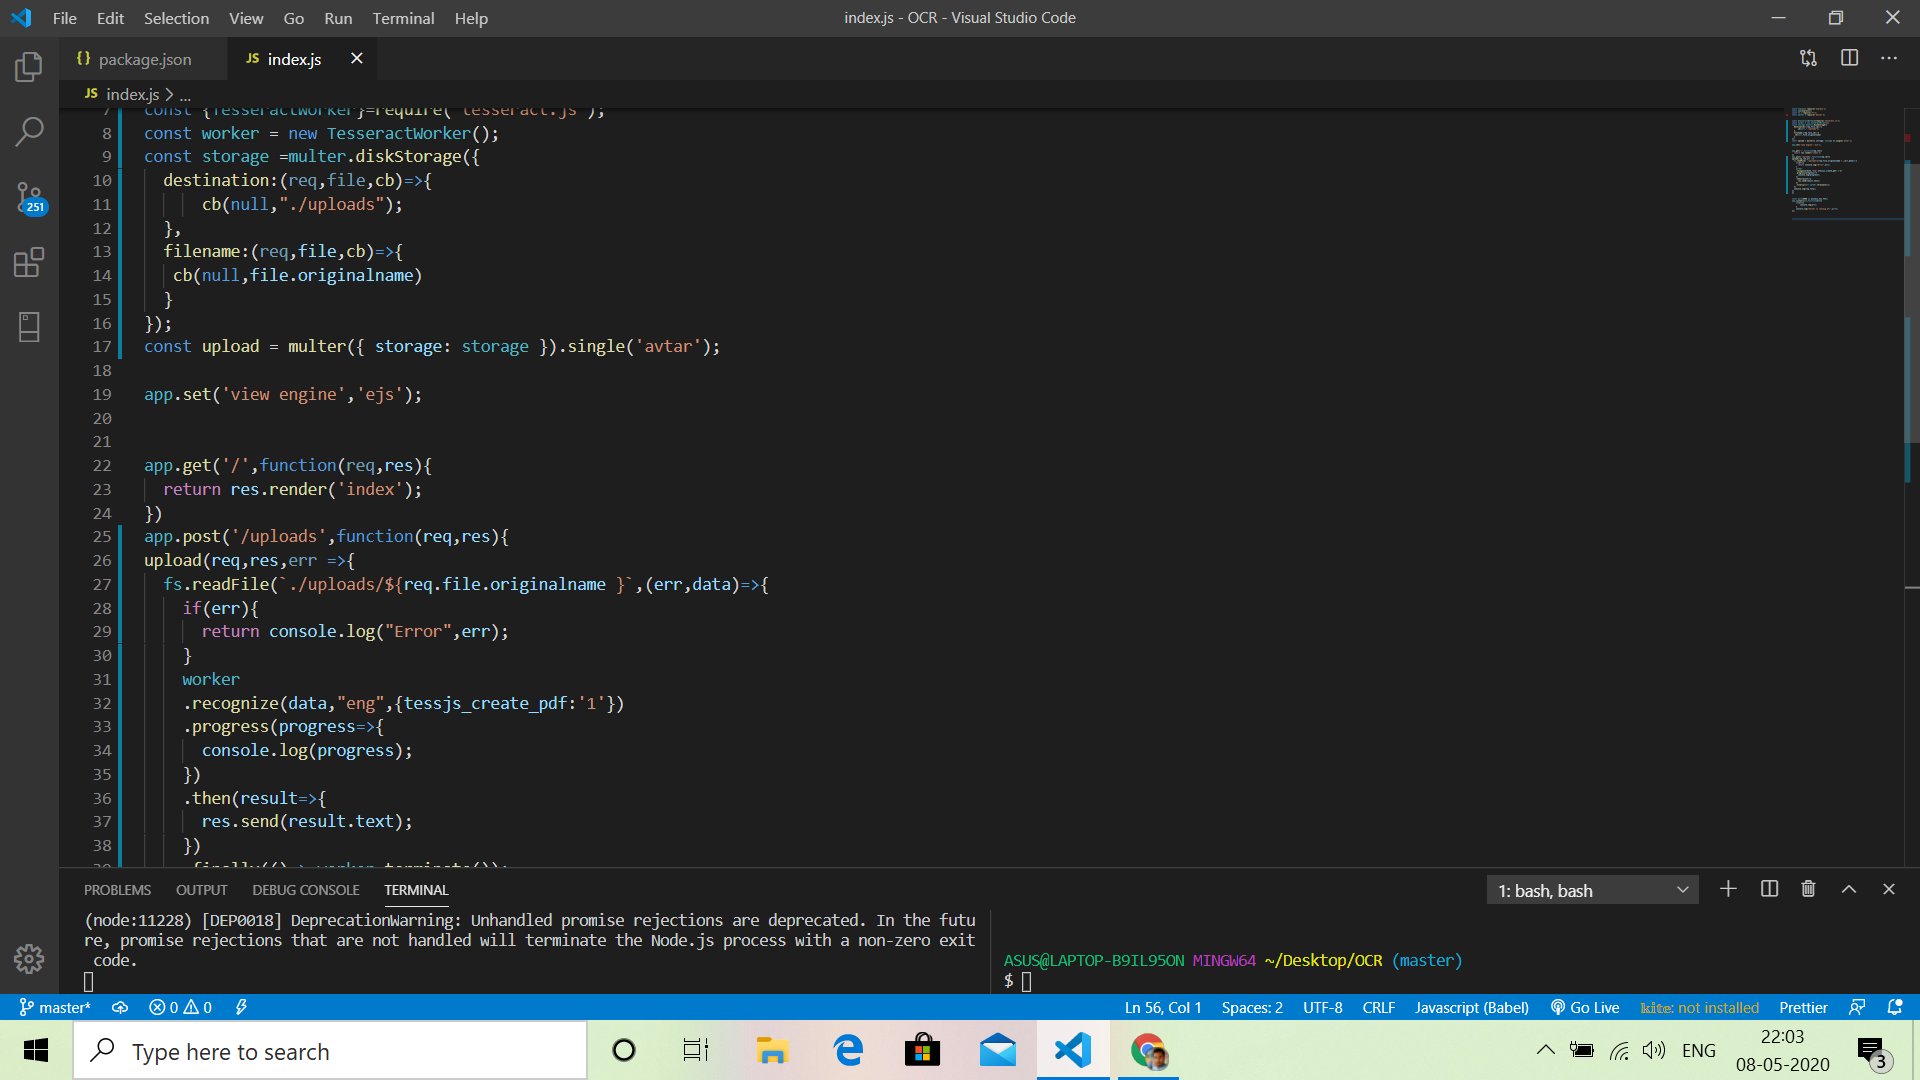 File Edit Selection View Go Run Terminal Help
index.js - OCR - Visual Studio Code
{} package.json
JS index.js
JS index.js > ...
7 const {TesseractWorker}=require('tesseract.js');
8 const worker = new TesseractWorker();
9 const storage =multer.diskStorage({
10 destination:(req,file,cb)=>{
11 cb(null,"./uploads");
12 },
13 filename:(req,file,cb)=>{
14 cb(null,file.originalname)
15 }
16 });
17 const upload = multer({ storage: storage }).single('avtar');
18
19 app.set('view engine','ejs');
20
21
22 app.get('/',function(req,res){
23 return res.render('index');
24 })
25 app.post('/uploads',function(req,res){
26 upload(req,res,err =>{
27 fs.readFile(`./uploads/${req.file.originalname }`,(err,data)=>{
28 if(err){
29 return console.log("Error",err);
30 }
31 worker
32 .recognize(data,"eng",{tessjs_create_pdf:'1'})
33 .progress(progress=>{
34 console.log(progress);
35 })
36 .then(result=>{
37 res.send(result.text);
38 })
39 .finally(()=> worker.terminate());
251
PROBLEMS OUTPUT DEBUG CONSOLE TERMINAL
1: bash, bash
(node:11228) [DEP0018] DeprecationWarning: Unhandled promise rejections are deprecated. In the futu
re, promise rejections that are not handled will terminate the Node.js process with a non-zero exit
code.
ASUS@LAPTOP-B9IL95ON MINGW64 ~/Desktop/OCR (master)
$
master* 0 0
Ln 56, Col 1 Spaces: 2 UTF-8 CRLF Javascript (Babel) Go Live kite: not installed Prettier
Type here to search
ENG
22:03
08-05-2020
3